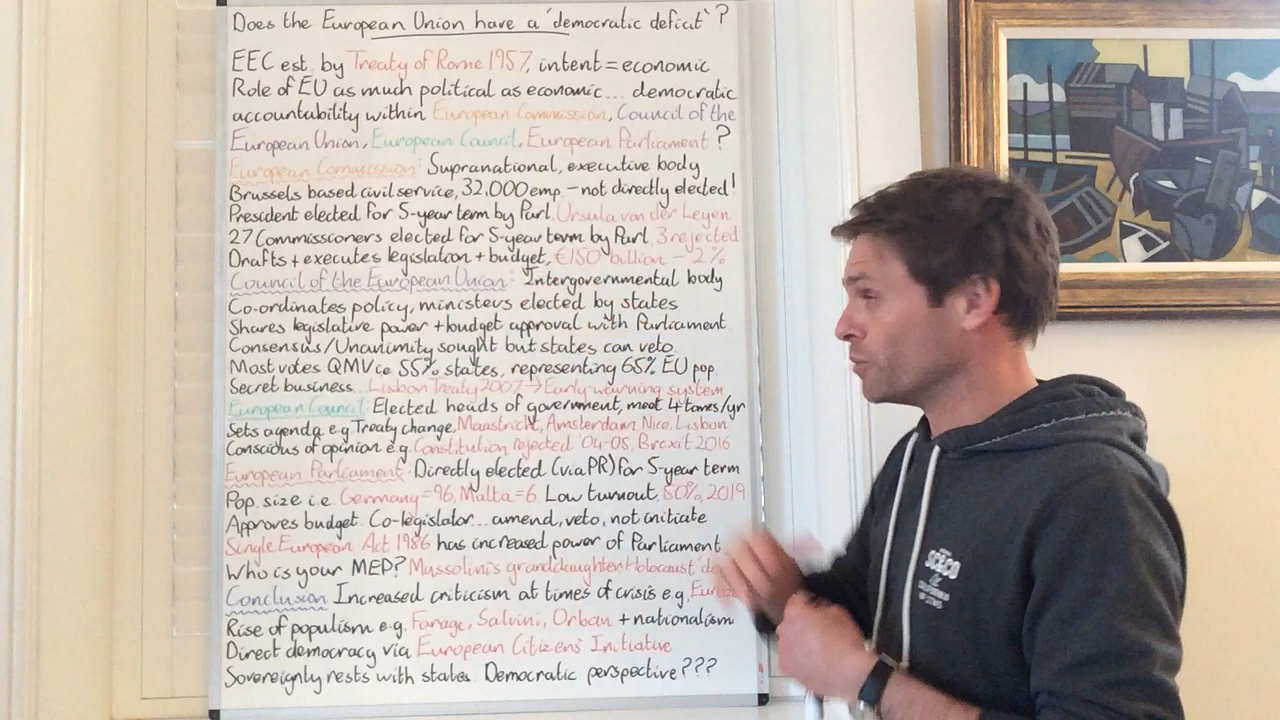 Does the European Union have a 'democratic deficit'?
EEC est. by Treaty of Rome 1957, intent = economic
Role of EU as much political as economic... democratic
accountability within European Commission, Council of the
European Union, European Council, European Parliament?
European Commission: Supranational, executive body
Brussels based civil service, 32,000 emp. - not directly elected!
President elected for 5-year term by Parl. Ursula van der Leyen
27 Commissioners elected for 5-year term by Parl. 3 rejected
Drafts + executes legislation + budget, €150 billion - 2%
Council of the European Union: Intergovernmental body
Co-ordinates policy, ministers elected by states
Shares legislative power + budget approval with Parliament
Consensus/Unanimity sought but states can veto.
Most votes QMV ie 55% states, representing 65% EU pop.
Secret business... Lisbon Treaty 2007 → Early-warning system
European Council: Elected heads of government, meet 4 times/yr
Sets agenda e.g. Treaty change, Maastricht, Amsterdam, Nice, Lisbon
Conscious of opinion e.g. Constitution rejected '04-05, Brexit 2016
European Parliament: Directly elected (via PR) for 5-year term
Pop. size i.e. Germany = 96, Malta = 6. Low turnout, 50%, 2019
Approves budget. Co-legislator... amend, veto, not initiate
Single European Act 1986 has increased power of Parliament
Who is your MEP? Mussolini's granddaughter Holocaust
Conclusion Increased criticism at times of crisis e.g.
Rise of populism e.g. Farage, Salvini, Orban + nationalism
Direct democracy via European Citizens' Initiative
Sovereignty rests with states. Democratic perspective???